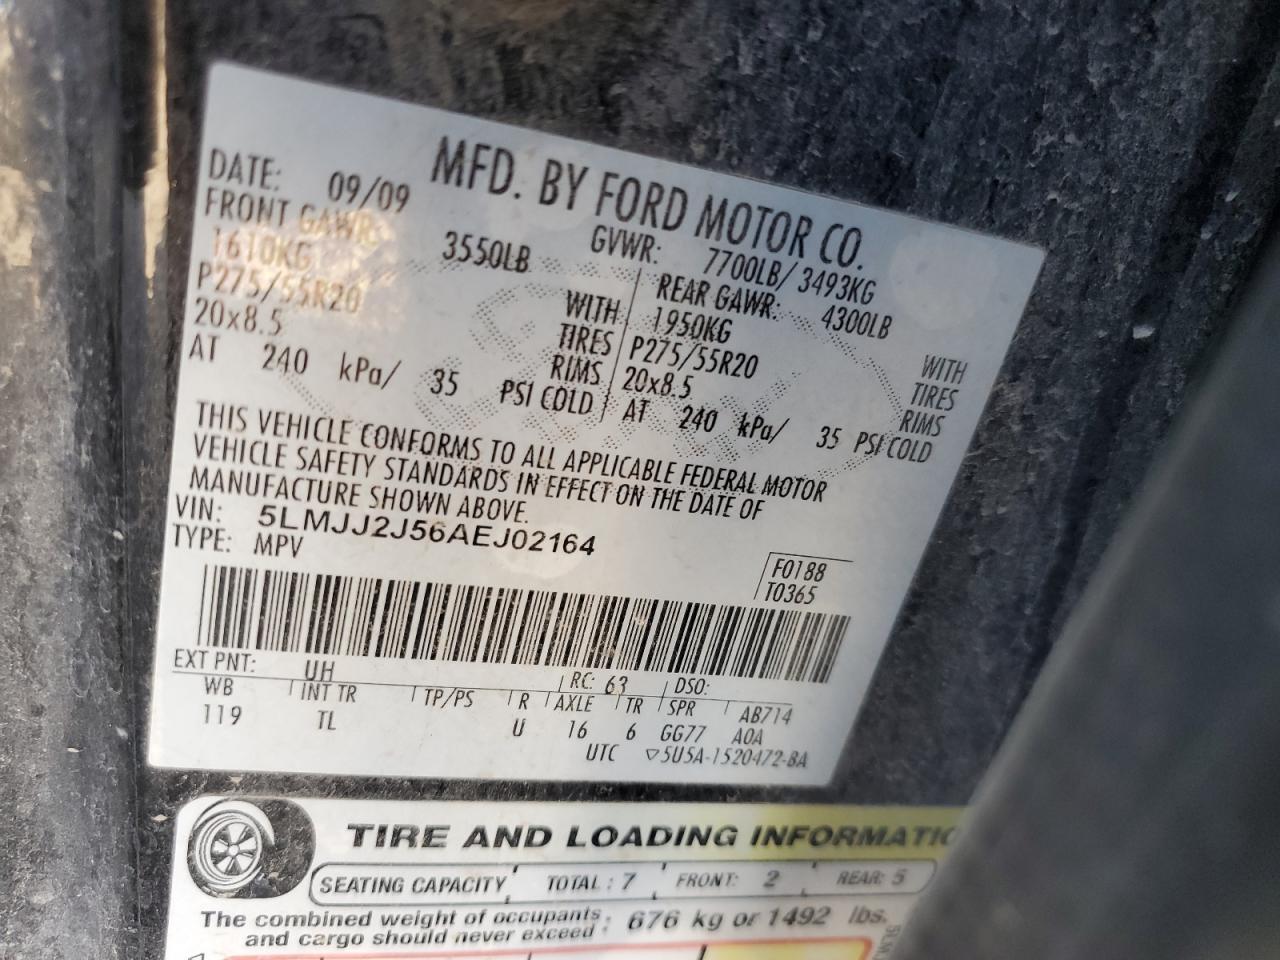 MFD. BY FORD MOTOR CO.
DATE: 09/09 GVWR: 7700LB/ 3493KG
FRONT GAWR: 3550LB REAR GAWR: 4300LB
1610KG WITH 1950KG WITH
P275/55R20 TIRES P275/55R20 TIRES
20x8.5 RIMS 20x8.5 RIMS
AT 240 kPa/ 35 PSI COLD AT 240 kPa/ 35 PSI COLD
THIS VEHICLE CONFORMS TO ALL APPLICABLE FEDERAL MOTOR
VEHICLE SAFETY STANDARDS IN EFFECT ON THE DATE OF
MANUFACTURE SHOWN ABOVE.
VIN: 5LMJJ2J56AEJ02164
TYPE: MPV
F0188
T0365
EXT PNT: UH RC: 63 DSO:
WB INT TR TP/PS R AXLE TR SPR AB714
119 TL U 16 6 GG77 AOA
UTC ▽5U5A-1520472-BA
TIRE AND LOADING INFORMATIO
SEATING CAPACITY TOTAL : 7 FRONT: 2 REAR: 5
The combined weight of occupants : 676 kg or 1492 lbs.
and cargo should never exceed :